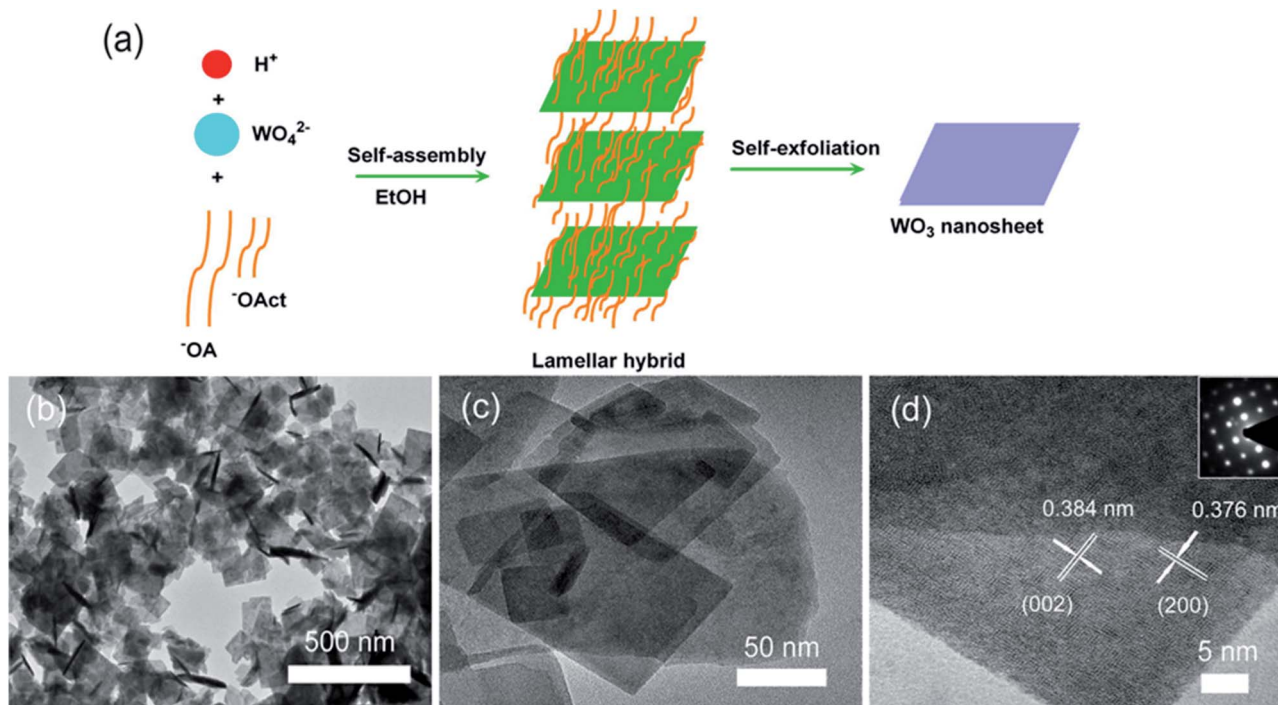 (a)
H⁺
+
WO₄²⁻
+
⁻OAct
⁻OA
Self-assembly
EtOH
Lamellar hybrid
Self-exfoliation
WO₃ nanosheet
(b)
500 nm
(c)
50 nm
(d)
0.384 nm
0.376 nm
(002)
(200)
5 nm